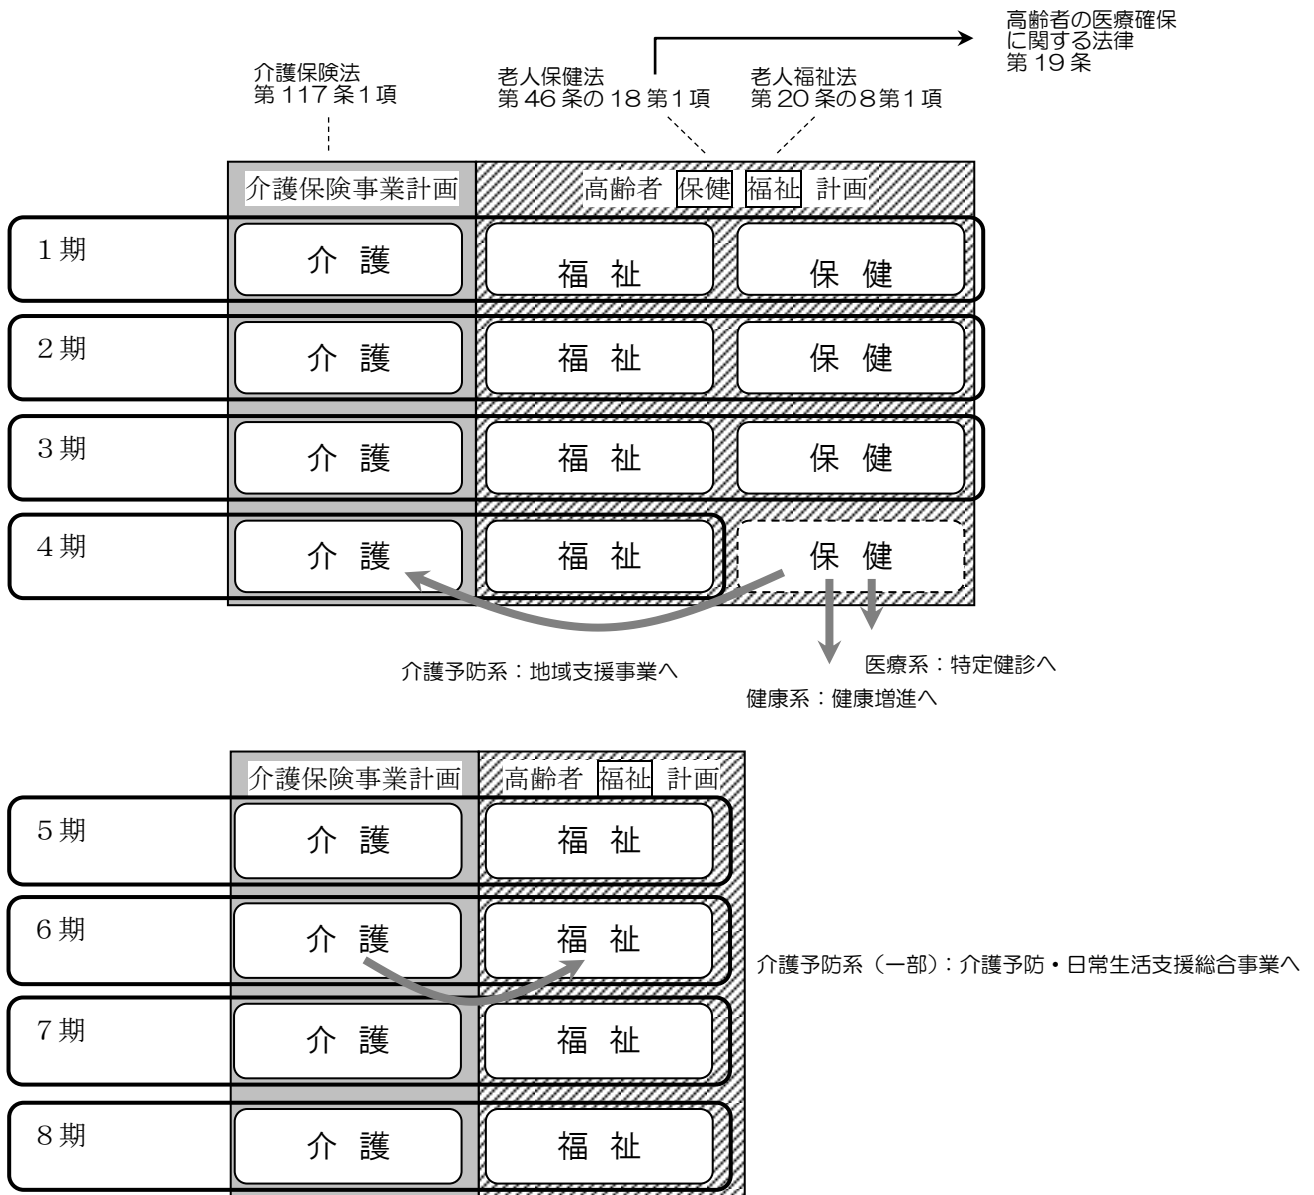 高齢者の医療確保
に関する法律
第19条
介護保険法
第117条1項
老人保健法
第46条の18第1項
老人福祉法
第20条の8第1項
介護保険事業計画
高齢者 保健 福祉 計画
1期
介 護
福 祉
保 健
2期
介 護
福 祉
保 健
3期
介 護
福 祉
保 健
4期
介 護
福 祉
保 健
介護予防系：地域支援事業へ
医療系：特定健診へ
健康系：健康増進へ
介護保険事業計画
高齢者 福祉 計画
5期
介 護
福 祉
6期
介 護
福 祉
介護予防系（一部）：介護予防・日常生活支援総合事業へ
7期
介 護
福 祉
8期
介 護
福 祉